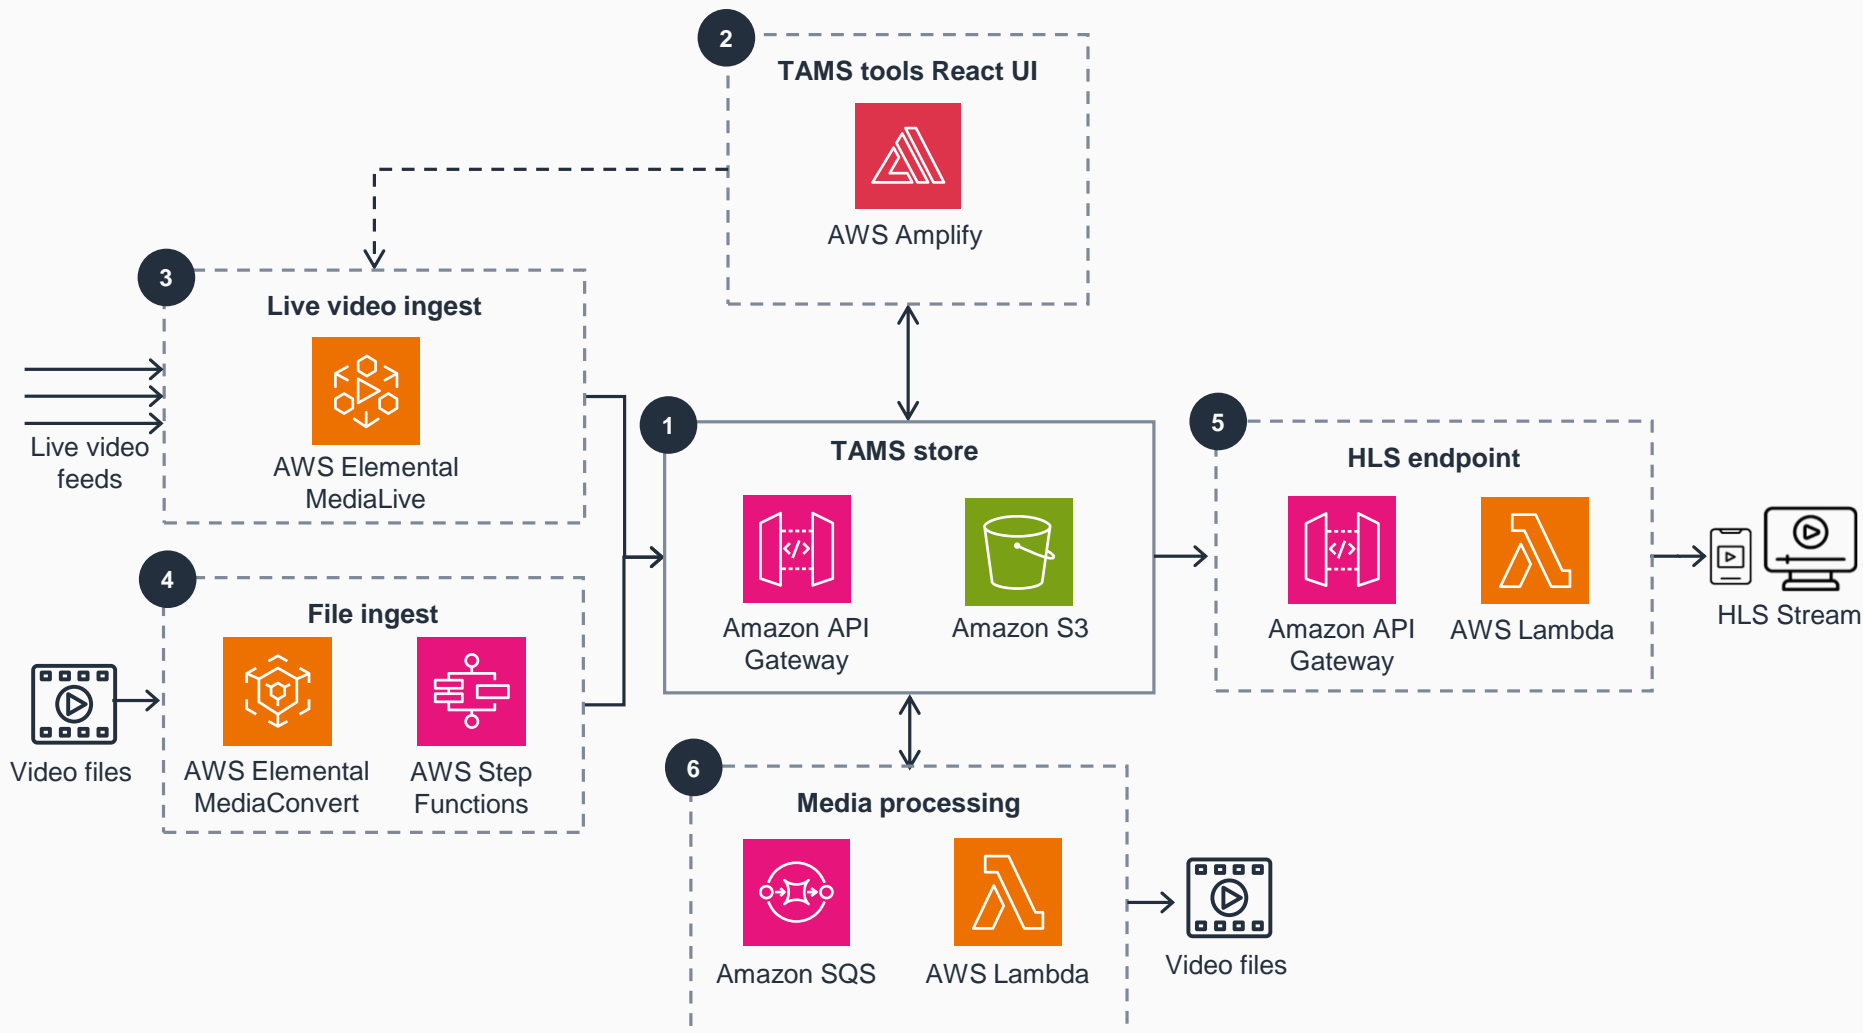 2
TAMS tools React UI
AWS Amplify
3
Live video ingest
AWS Elemental
MediaLive
Live video
feeds
4
File ingest
AWS Elemental
MediaConvert
AWS Step
Functions
Video files
1
TAMS store
</>
Amazon API
Gateway
Amazon S3
5
HLS endpoint
</>
Amazon API
Gateway
AWS Lambda
HLS Stream
6
Media processing
Amazon SQS
AWS Lambda
Video files